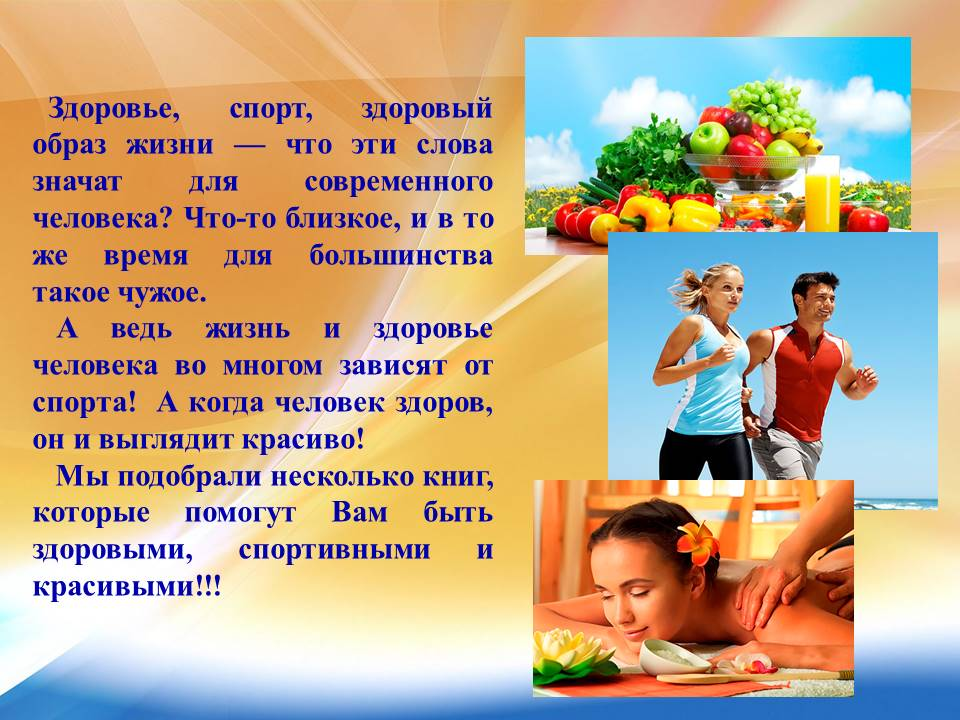 Здоровье, спорт, здоровый
образ жизни — что эти слова
значат для современного
человека? Что-то близкое, и в то
же время для большинства
такое чужое.
А ведь жизнь и здоровье
человека во многом зависят от
спорта! А когда человек здоров,
он и выглядит красиво!
Мы подобрали несколько книг,
которые помогут Вам быть
здоровыми, спортивными и
красивыми!!!